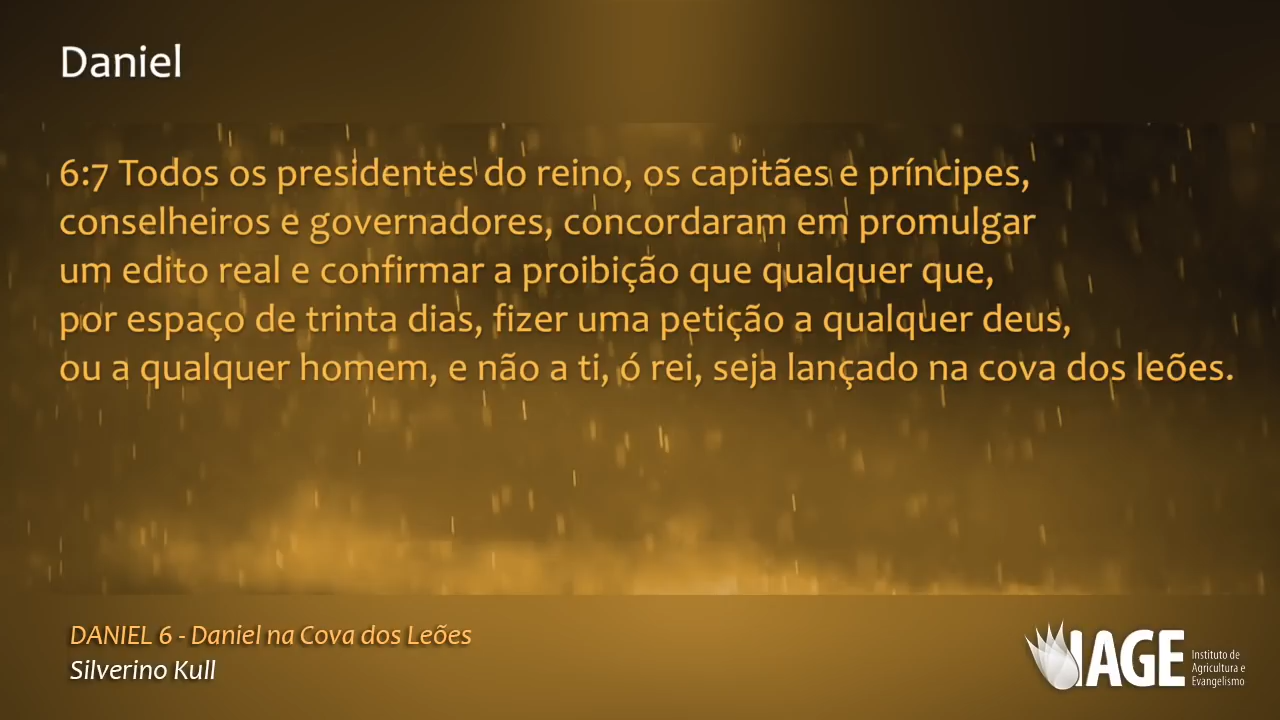 Daniel
6:7 Todos os presidentes do reino, os capitães e príncipes,
conselheiros e governadores, concordaram em promulgar
um edito real e confirmar a proibição que qualquer que,
por espaço de trinta dias, fizer uma petição a qualquer deus,
ou a qualquer homem, e não a ti, ó rei, seja lançado na cova dos leões.
DANIEL 6 - Daniel na Cova dos Leões
Silverino Kull
IAGE
Instituto de
Agricultura e
Evangelismo